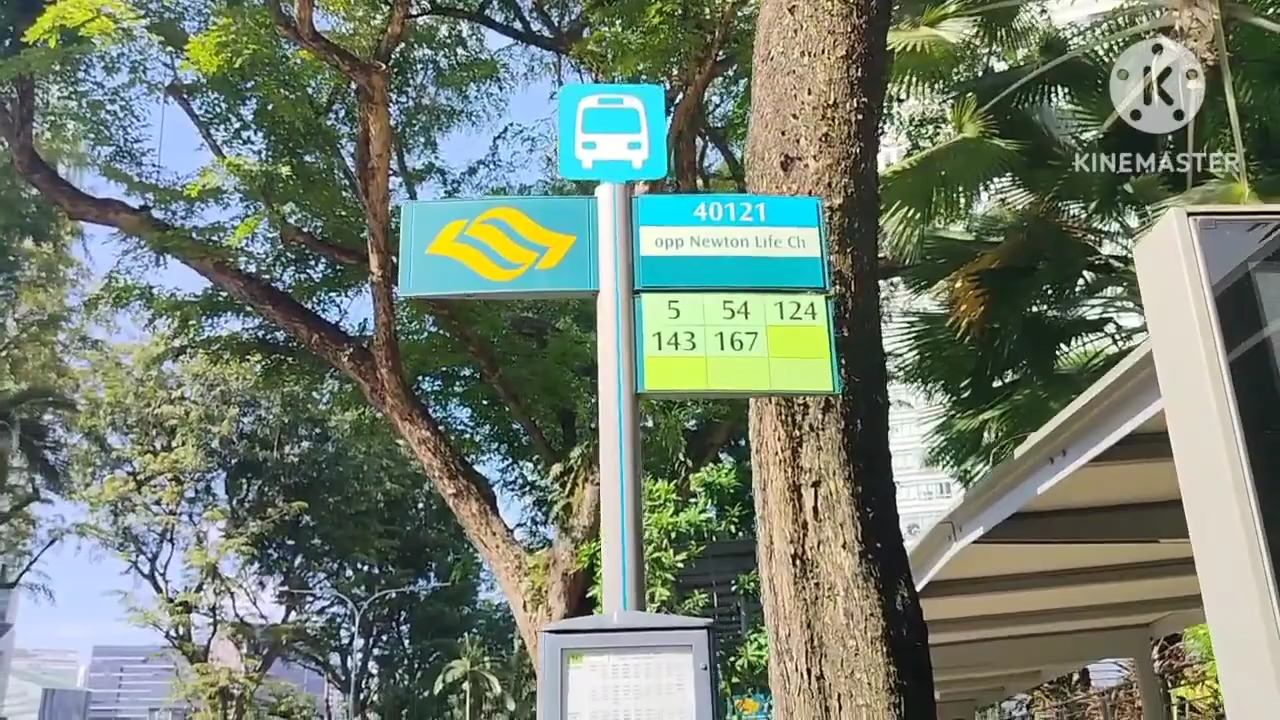 K
KINEMASTER
40121
opp Newton Life Ch
5 54 124
143 167